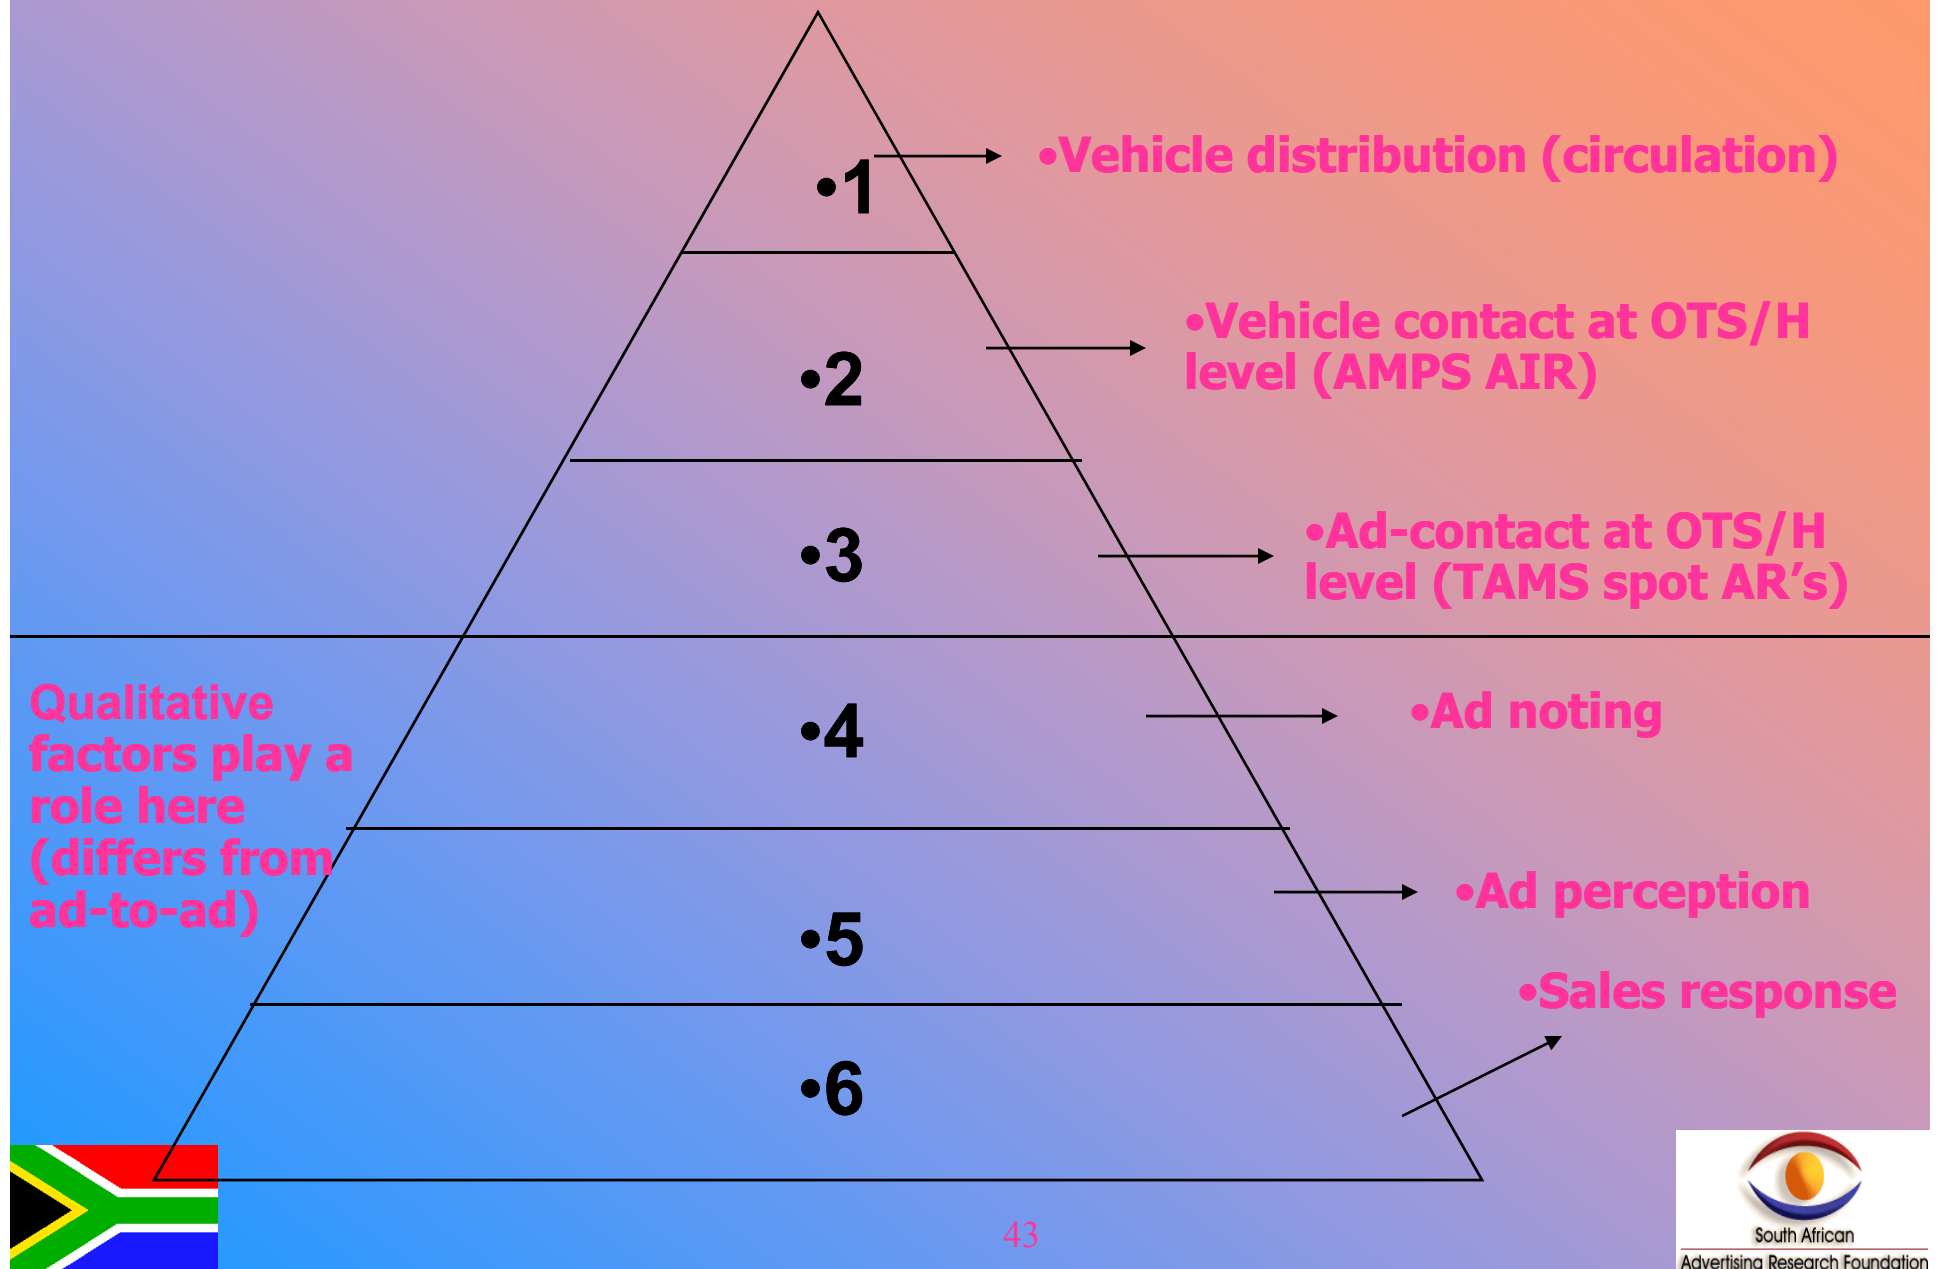 •1
•Vehicle distribution (circulation)
•2
•Vehicle contact at OTS/H
level (AMPS AIR)
•3
•Ad-contact at OTS/H
level (TAMS spot AR’s)
Qualitative
factors play a
role here
(differs from
ad-to-ad)
•4
•Ad noting
•5
•Ad perception
•6
•Sales response
43
South African
Advertising Research Foundation